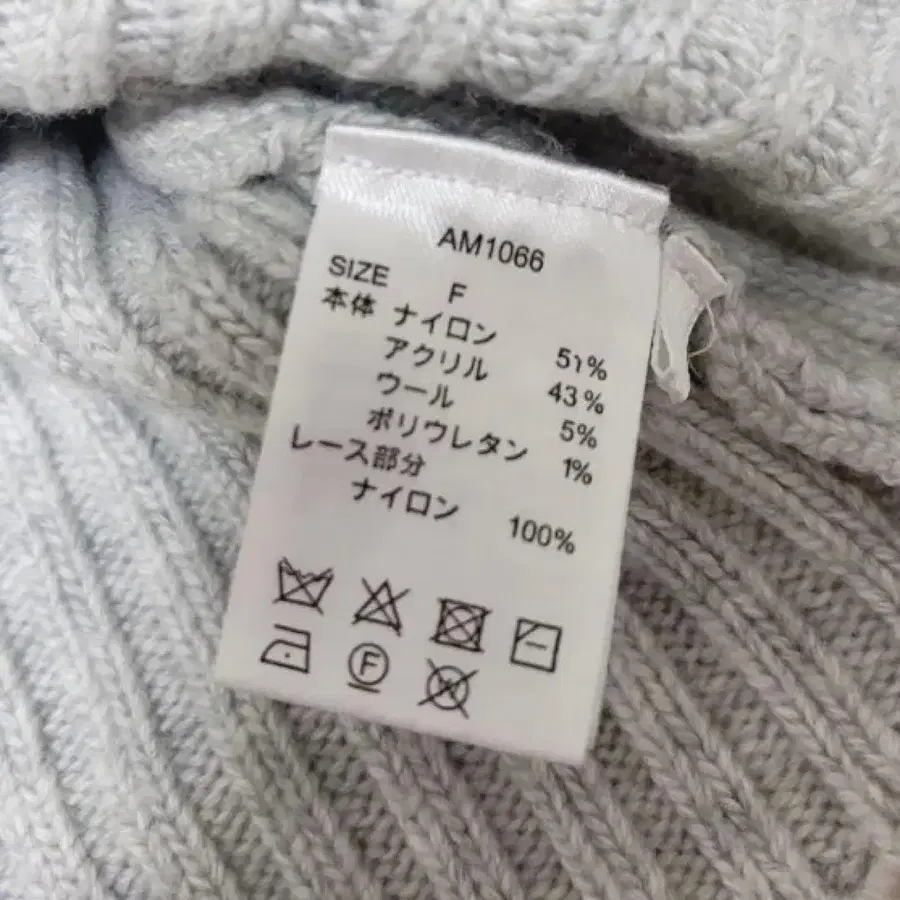 AM1066
SIZE F
本体 ナイロン 51%
アクリル 43%
ウール 5%
ポリウレタン 1%
レース部分
ナイロン 100%
F
W